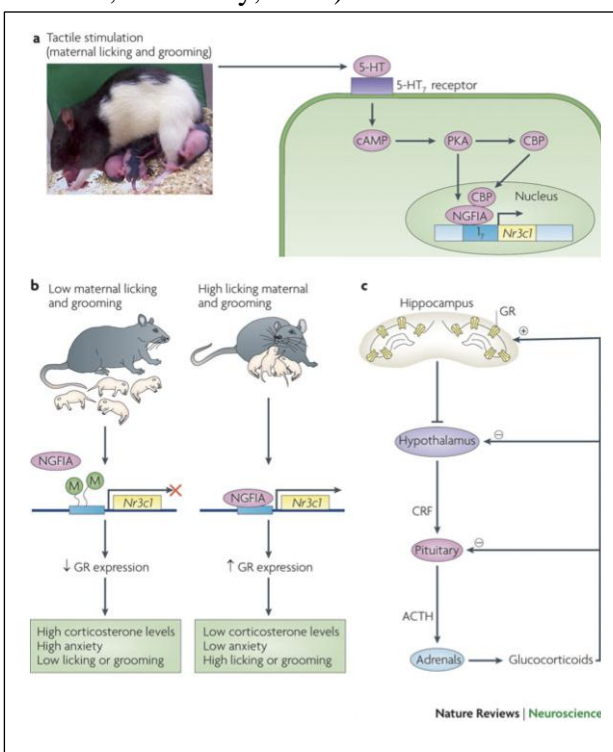 a Tactile stimulation
(maternal licking and grooming)
5-HT
5-HT₇ receptor
cAMP
PKA
CBP
CBP
Nucleus
NGFIA
1₇
Nr3c1
b Low maternal licking
and grooming
High licking maternal
and grooming
NGFIA
M
M
Nr3c1
NGFIA
Nr3c1
↓ GR expression
↑ GR expression
High corticosterone levels
High anxiety
Low licking or grooming
Low corticosterone levels
Low anxiety
High licking or grooming
c
Hippocampus
GR
+
Hypothalamus
−
CRF
Pituitary
−
ACTH
Adrenals
Glucocorticoids
Nature Reviews | Neuroscience